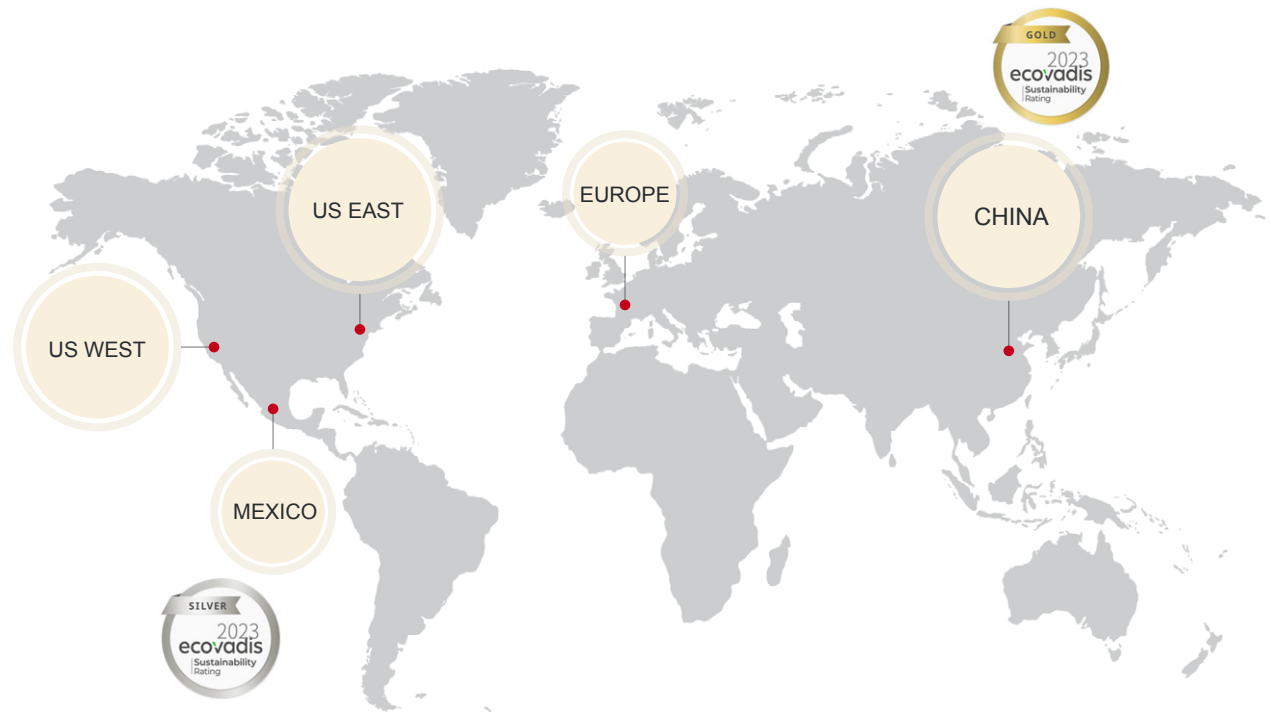 GOLD
2023
ecovadis
Sustainability
Rating
US EAST
EUROPE
CHINA
US WEST
MEXICO
SILVER
2023
ecovadis
Sustainability
Rating